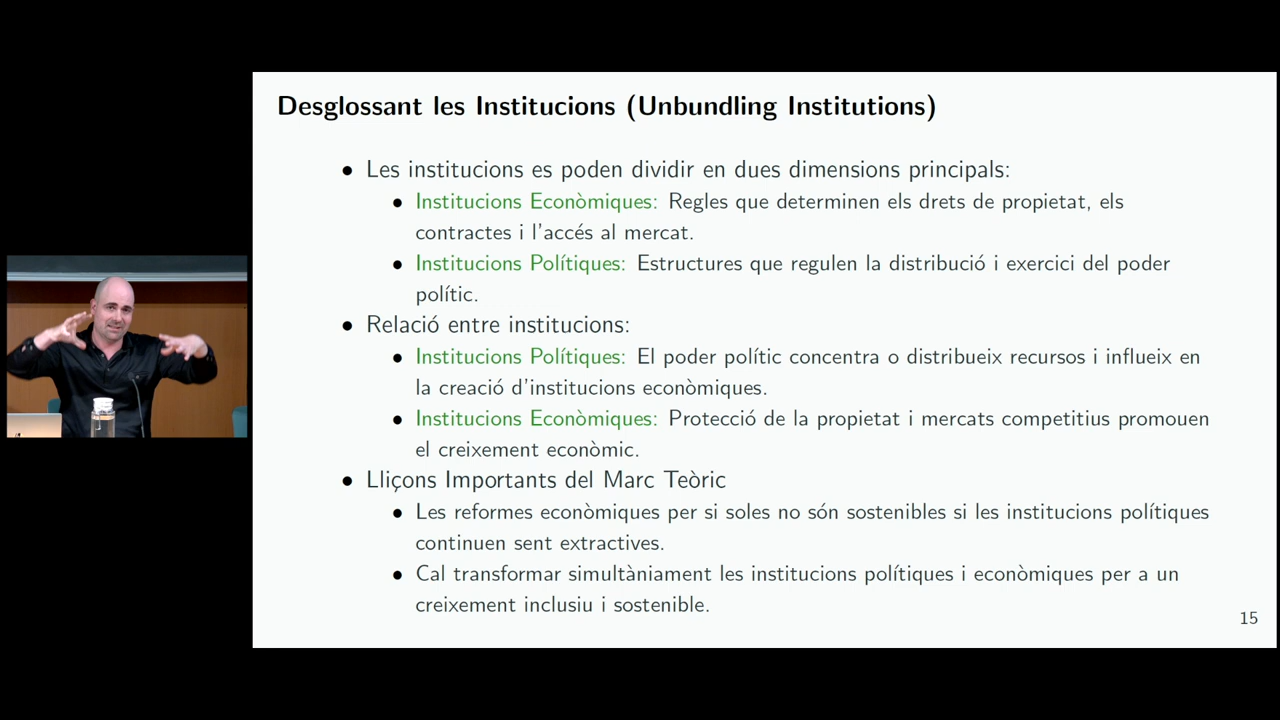 Desglossant les Institucions (Unbundling Institutions)
• Les institucions es poden dividir en dues dimensions principals:
• Institucions Econòmiques: Regles que determinen els drets de propietat, els
contractes i l'accés al mercat.
• Institucions Polítiques: Estructures que regulen la distribució i exercici del poder
polític.
• Relació entre institucions:
• Institucions Polítiques: El poder polític concentra o distribueix recursos i influeix en
la creació d'institucions econòmiques.
• Institucions Econòmiques: Protecció de la propietat i mercats competitius promouen
el creixement econòmic.
• Lliçons Importants del Marc Teòric
• Les reformes econòmiques per si soles no són sostenibles si les institucions polítiques
continuen sent extractives.
• Cal transformar simultàniament les institucions polítiques i econòmiques per a un
creixement inclusiu i sostenible.
15